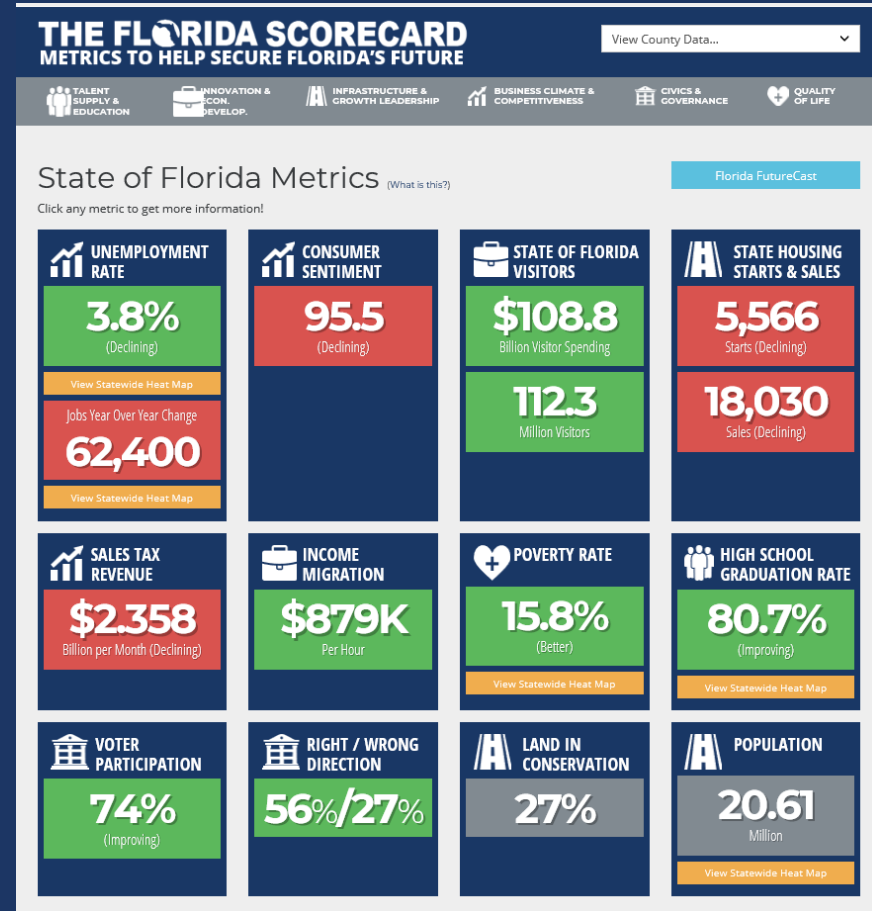 THE FLORIDA SCORECARD
METRICS TO HELP SECURE FLORIDA'S FUTURE
View County Data...
TALENT
SUPPLY &
EDUCATION
INNOVATION &
ECON.
DEVELOP.
INFRASTRUCTURE &
GROWTH LEADERSHIP
BUSINESS CLIMATE &
COMPETITIVENESS
CIVICS &
GOVERNANCE
QUALITY
OF LIFE
State of Florida Metrics (What is this?)
Florida FutureCast
Click any metric to get more information!
UNEMPLOYMENT
RATE
3.8%
(Declining)
View Statewide Heat Map
Jobs Year Over Year Change
62,400
View Statewide Heat Map
CONSUMER
SENTIMENT
95.5
(Declining)
STATE OF FLORIDA
VISITORS
$108.8
Billion Visitor Spending
112.3
Million Visitors
STATE HOUSING
STARTS & SALES
5,566
Starts (Declining)
18,030
Sales (Declining)
SALES TAX
REVENUE
$2.358
Billion per Month (Declining)
INCOME
MIGRATION
$879K
Per Hour
POVERTY RATE
15.8%
(Better)
View Statewide Heat Map
HIGH SCHOOL
GRADUATION RATE
80.7%
(Improving)
View Statewide Heat Map
VOTER
PARTICIPATION
74%
(Improving)
RIGHT / WRONG
DIRECTION
56%/27%
LAND IN
CONSERVATION
27%
POPULATION
20.61
Million
View Statewide Heat Map